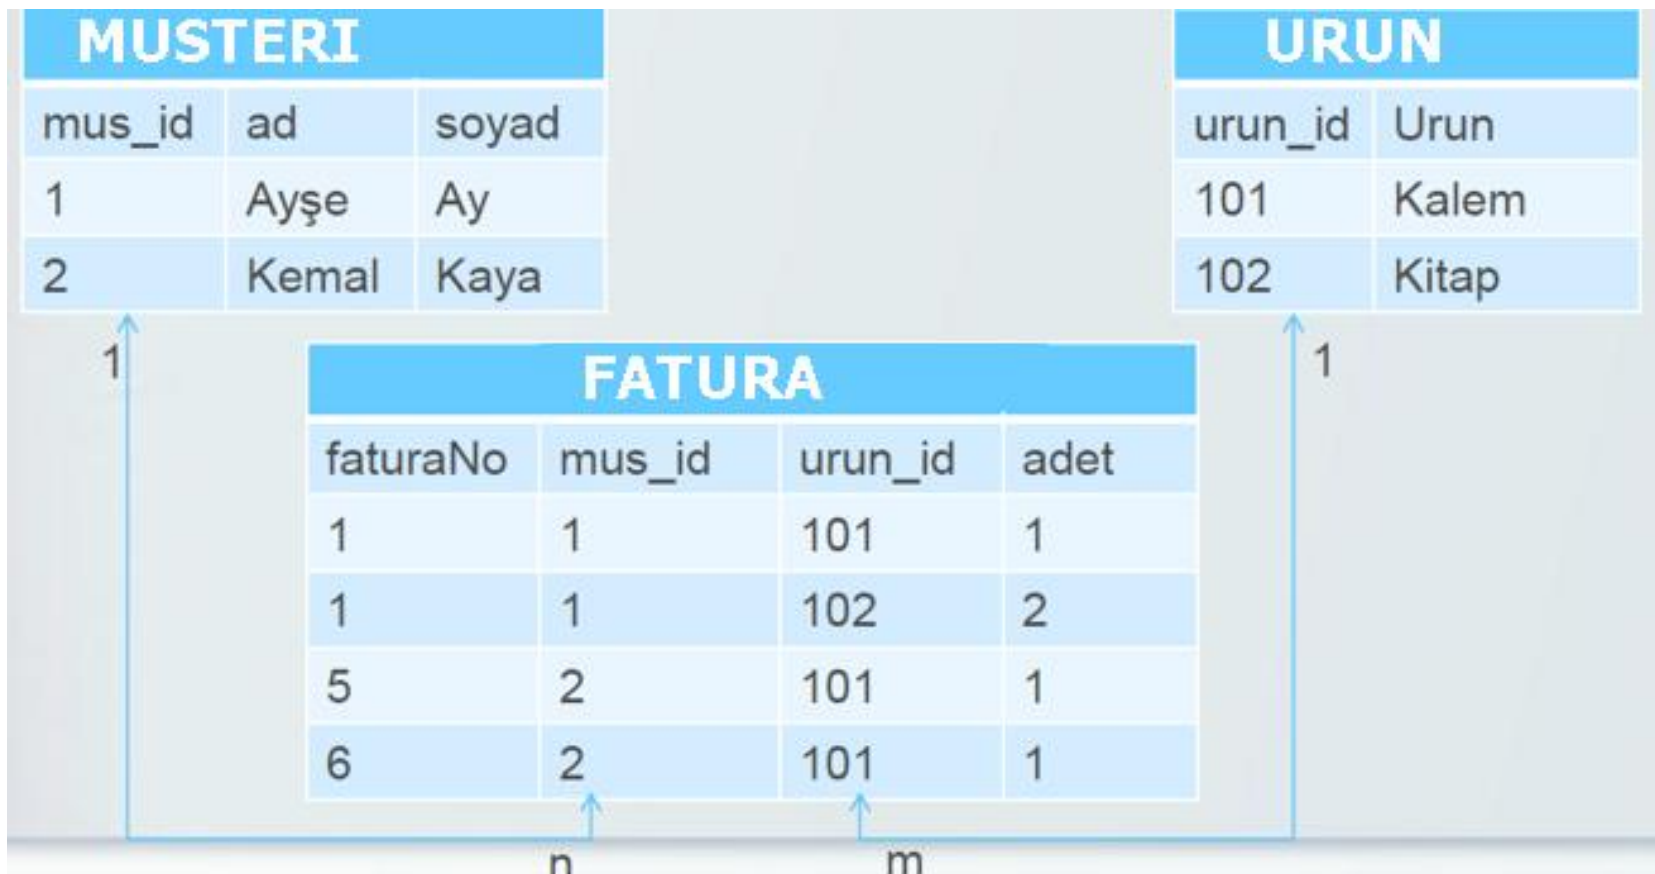 MUSTERI
mus_id ad soyad
1 Ayşe Ay
2 Kemal Kaya
URUN
urun_id Urun
101 Kalem
102 Kitap
1
1
FATURA
faturaNo mus_id urun_id adet
1 1 101 1
1 1 102 2
5 2 101 1
6 2 101 1
n m